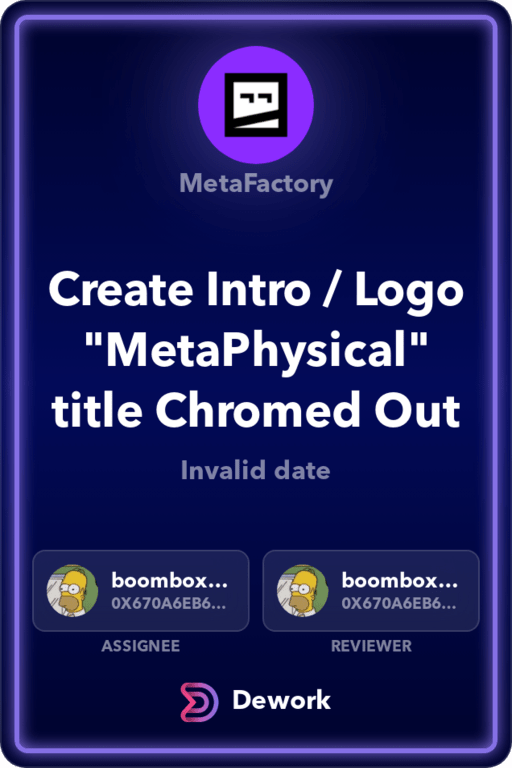 MetaFactory
Create Intro / Logo
"MetaPhysical"
title Chromed Out
Invalid date
boombox...
0X670A6EB6...
ASSIGNEE
boombox...
0X670A6EB6...
REVIEWER
Dework